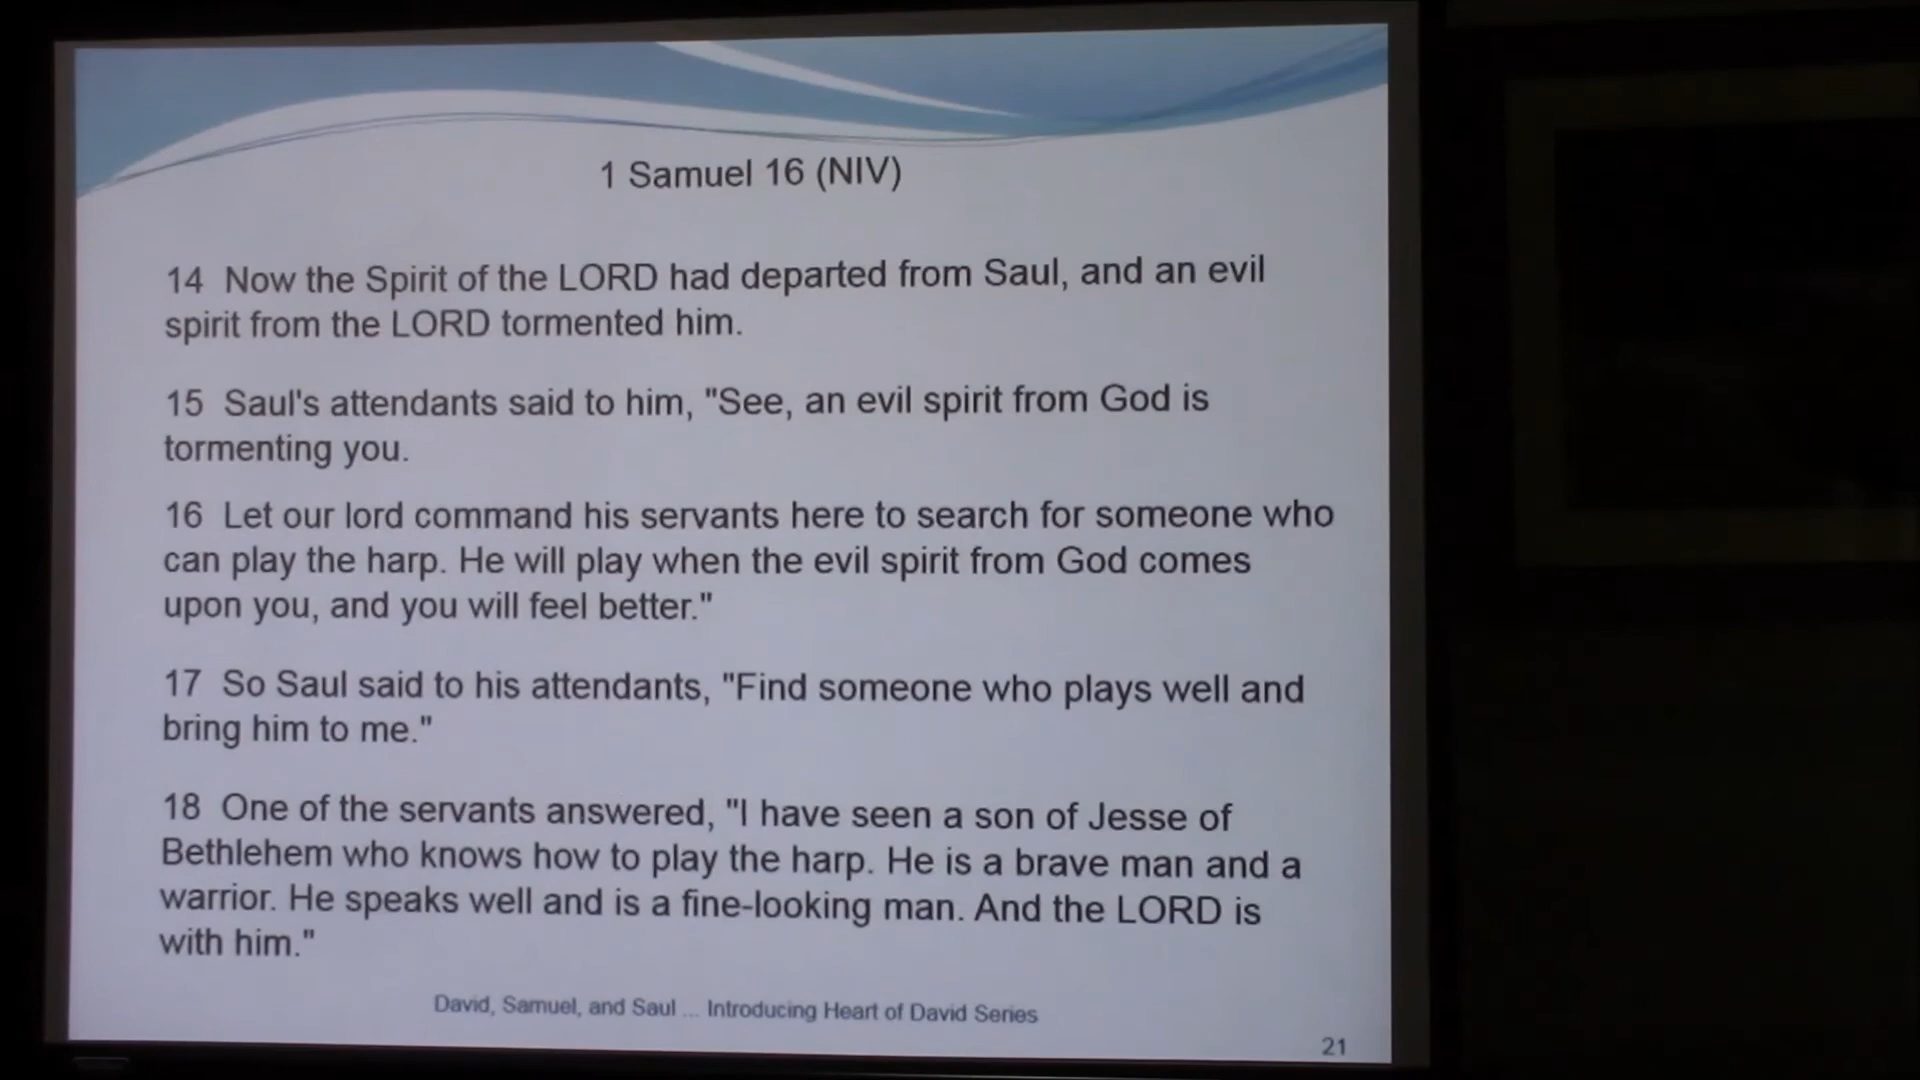 1 Samuel 16 (NIV)
14 Now the Spirit of the LORD had departed from Saul, and an evil
spirit from the LORD tormented him.
15 Saul's attendants said to him, "See, an evil spirit from God is
tormenting you.
16 Let our lord command his servants here to search for someone who
can play the harp. He will play when the evil spirit from God comes
upon you, and you will feel better."
17 So Saul said to his attendants, "Find someone who plays well and
bring him to me."
18 One of the servants answered, "I have seen a son of Jesse of
Bethlehem who knows how to play the harp. He is a brave man and a
warrior. He speaks well and is a fine-looking man. And the LORD is
with him."
David, Samuel, and Saul ... Introducing Heart of David Series
21